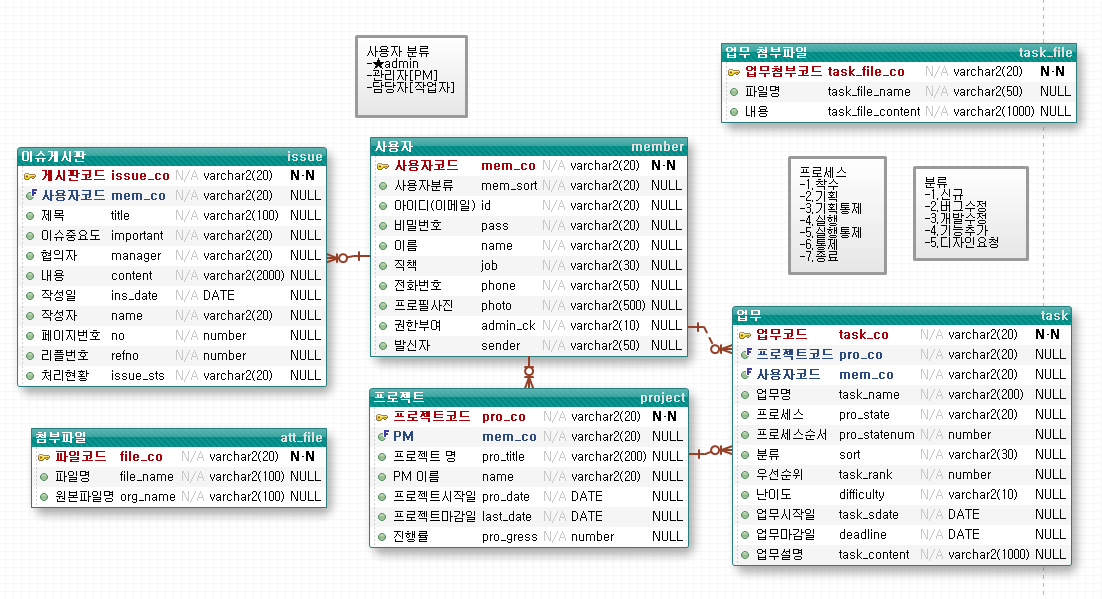 사용자 분류
-★admin
-관리자[PM]
-담당자[작업자]
업무 첨부파일 task_file
업무첨부코드 task_file_co N/A varchar2(20) N·N
파일명 task_file_name N/A varchar2(50) NULL
내용 task_file_content N/A varchar2(1000) NULL
이슈게시판 issue
게시판코드 issue_co N/A varchar2(20) N·N
사용자코드 mem_co N/A varchar2(20) NULL
제목 title N/A varchar2(100) NULL
이슈중요도 important N/A varchar2(20) NULL
협의자 manager N/A varchar2(20) NULL
내용 content N/A varchar2(2000) NULL
작성일 ins_date N/A DATE NULL
작성자 name N/A varchar2(20) NULL
페이지번호 no N/A number NULL
리플번호 refno N/A number NULL
처리현황 issue_sts N/A varchar2(20) NULL
사용자 member
사용자코드 mem_co N/A varchar2(20) N·N
사용자분류 mem_sort N/A varchar2(20) NULL
아이디(이메일) id N/A varchar2(20) NULL
비밀번호 pass N/A varchar2(20) NULL
이름 name N/A varchar2(20) NULL
직책 job N/A varchar2(30) NULL
전화번호 phone N/A varchar2(50) NULL
프로필사진 photo N/A varchar2(500) NULL
권한부여 admin_ck N/A varchar2(10) NULL
발신자 sender N/A varchar2(50) NULL
프로세스
-1,착수
-2,기획
-3,기획통제
-4,실행
-5,실행통제
-6,통제
-7,종료
분류
-1,신규
-2,버그수정
-3,개발수정
-4,기능추가
-5,디자인요청
첨부파일 att_file
파일코드 file_co N/A varchar2(20) N·N
파일명 file_name N/A varchar2(100) NULL
원본파일명 org_name N/A varchar2(100) NULL
프로젝트 project
프로젝트코드 pro_co N/A varchar2(20) N·N
PM mem_co N/A varchar2(20) NULL
프로젝트 명 pro_title N/A varchar2(200) NULL
PM 이름 name N/A varchar2(20) NULL
프로젝트시작일 pro_date N/A DATE NULL
프로젝트마감일 last_date N/A DATE NULL
진행률 pro_gress N/A number NULL
업무 task
업무코드 task_co N/A varchar2(20) N·N
프로젝트코드 pro_co N/A varchar2(20) NULL
사용자코드 mem_co N/A varchar2(20) NULL
업무명 task_name N/A varchar2(200) NULL
프로세스 pro_state N/A varchar2(20) NULL
프로세스순서 pro_statenum N/A number NULL
분류 sort N/A varchar2(30) NULL
우선순위 task_rank N/A number NULL
난이도 difficulty N/A varchar2(10) NULL
업무시작일 task_sdate N/A DATE NULL
업무마감일 deadline N/A DATE NULL
업무설명 task_content N/A varchar2(1000) NULL